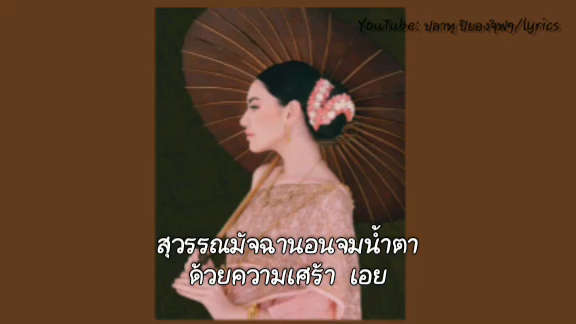 YouTube: ปลาทู ปิยองจิฟๆ/lyrics
สุวรรณมัจฉานอนจมน้ำตา
ด้วยความเศร้า เอย